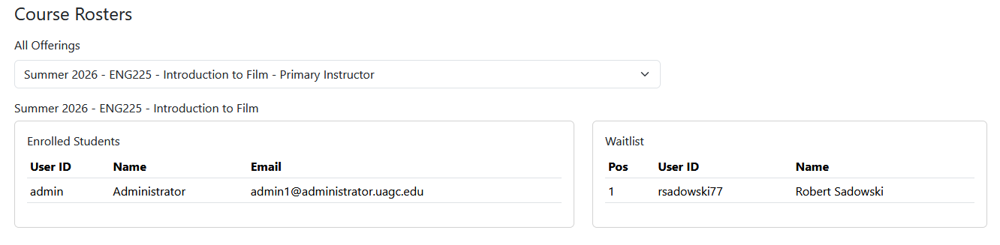 Course Rosters
All Offerings
Summer 2026 - ENG225 - Introduction to Film - Primary Instructor
Summer 2026 - ENG225 - Introduction to Film
Enrolled Students
User ID Name Email
admin Administrator admin1@administrator.uagc.edu
Waitlist
Pos User ID Name
1 rsadowski77 Robert Sadowski